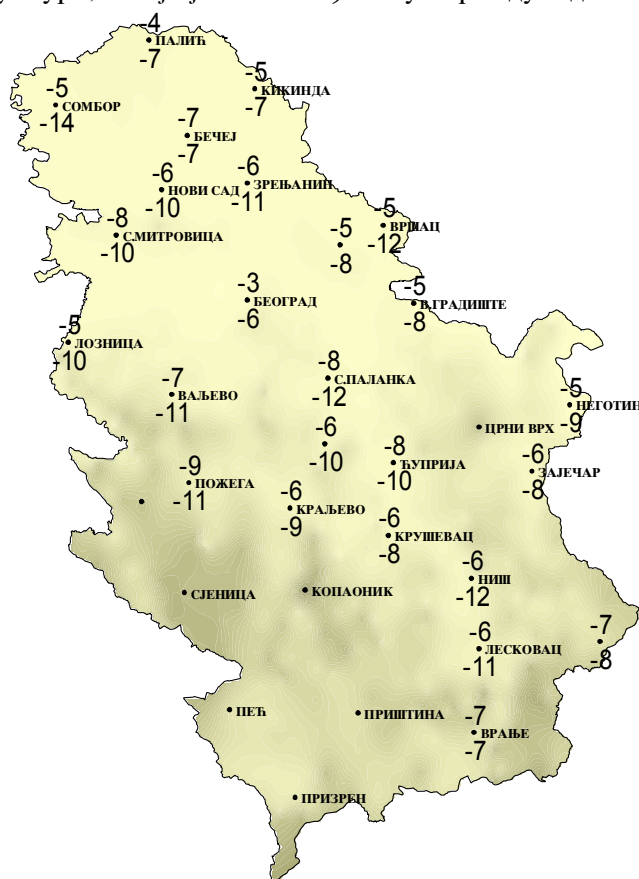 -4
ПАЛИЋ
-7
-5
КИКИНДА
-7
-5
СОМБОР
-14
-7
БЕЧЕЈ
-7
-6
НОВИ САД
-10
-6
ЗРЕЊАНИН
-11
-8
С.МИТРОВИЦА
-10
-5
-8
-5
ВРШАЦ
-12
-3
БЕОГРАД
-6
-5
В.ГРАДИШТЕ
-8
-5
ЛОЗНИЦА
-10
-7
ВАЉЕВО
-11
-8
С.ПАЛАНКА
-12
-5
НЕГОТИН
-9
ЦРНИ ВРХ
-6
-10
-8
ЋУПРИЈА
-10
-6
ЗАЈЕЧАР
-8
-9
ПОЖЕГА
-11
-6
КРАЉЕВО
-9
-6
КРУШЕВАЦ
-8
-6
НИШ
-12
СЈЕНИЦА
КОПАОНИК
-6
ЛЕСКОВАЦ
-11
-7
-8
ПЕЋ
ПРИШТИНА
-7
ВРАЊЕ
-7
ПРИЗРЕН